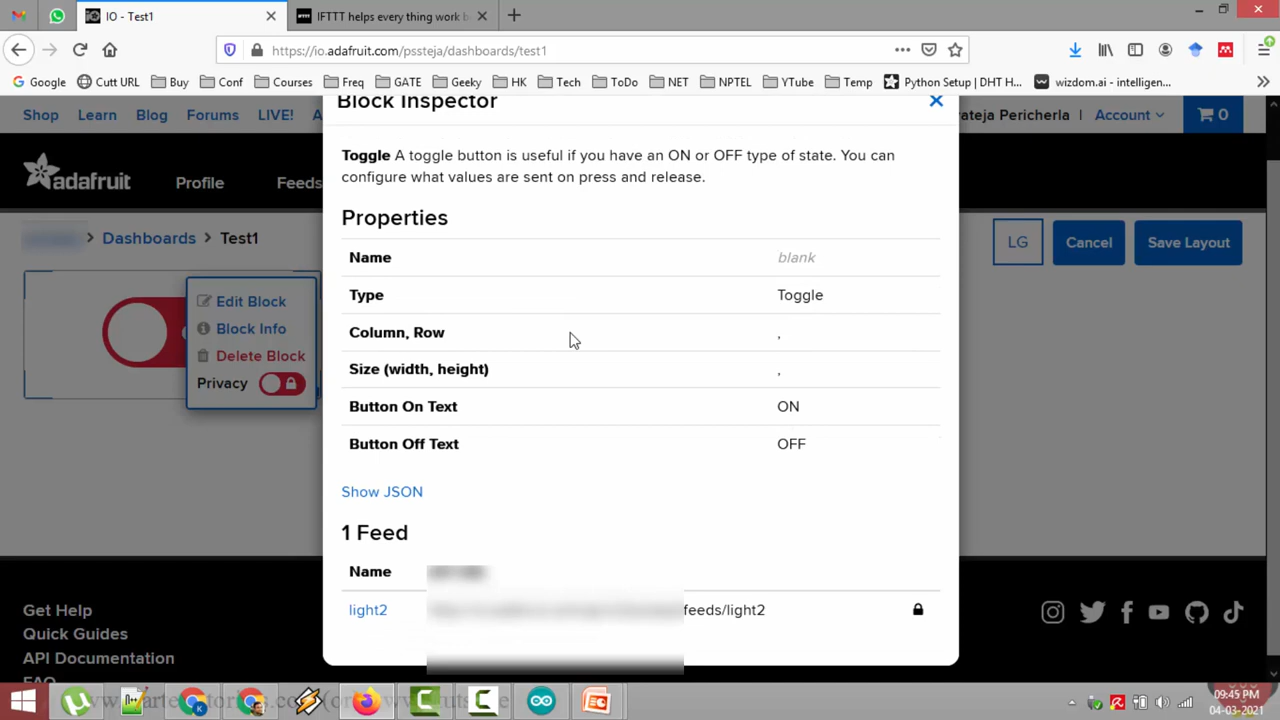 IO - Test1
IFTTT helps every thing work b
https://io.adafruit.com/pssteja/dashboards/test1
Google Cutt URL Buy Conf Courses Freq GATE Geeky HK Tech ToDo NET NPTEL YTube Temp Python Setup | DHT H... wizdom.ai - intelligen...
Shop Learn Blog Forums LIVE! A
rateja Pericherla | Account 0
adafruit Profile Feeds
> Dashboards > Test1
LG Cancel Save Layout
Edit Block
Block Info
Delete Block
Privacy
Block Inspector
Toggle A toggle button is useful if you have an ON or OFF type of state. You can
configure what values are sent on press and release.
Properties
Name blank
Type Toggle
Column, Row ,
Size (width, height) ,
Button On Text ON
Button Off Text OFF
Show JSON
1 Feed
Name
light2 feeds/light2
Get Help
Quick Guides
API Documentation
FAQ
09:45 PM
04-03-2021